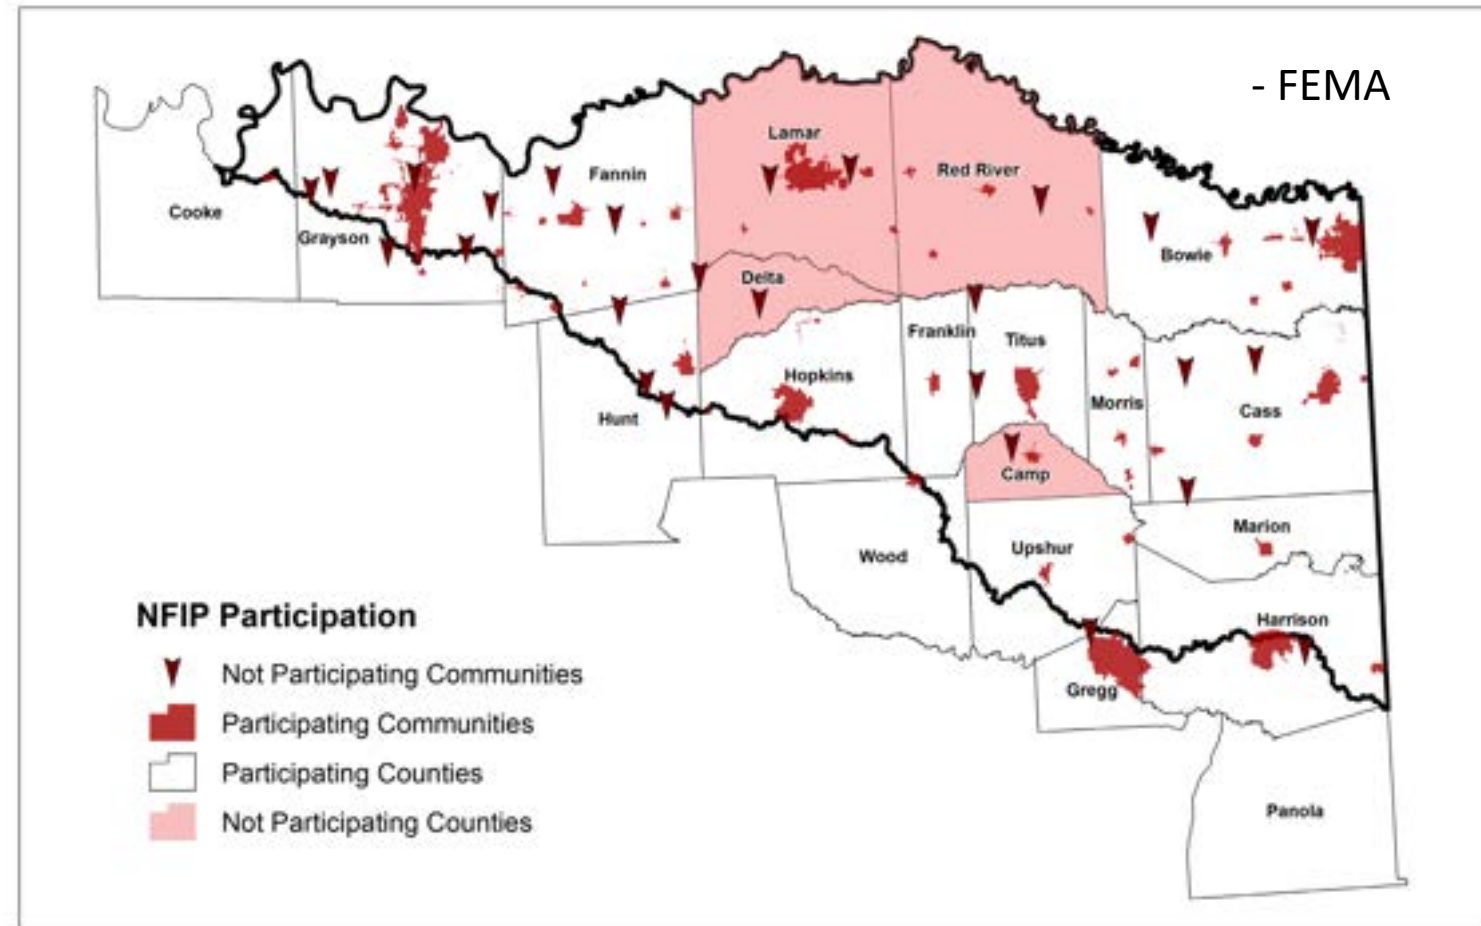 - FEMA
Lamar
Red River
Fannin
Cooke
Grayson
Bowie
Delta
Franklin
Titus
Hopkins
Morris
Cass
Hunt
Camp
Marion
Upshur
Wood
Harrison
Gregg
Panola
NFIP Participation
Not Participating Communities
Participating Communities
Participating Counties
Not Participating Counties